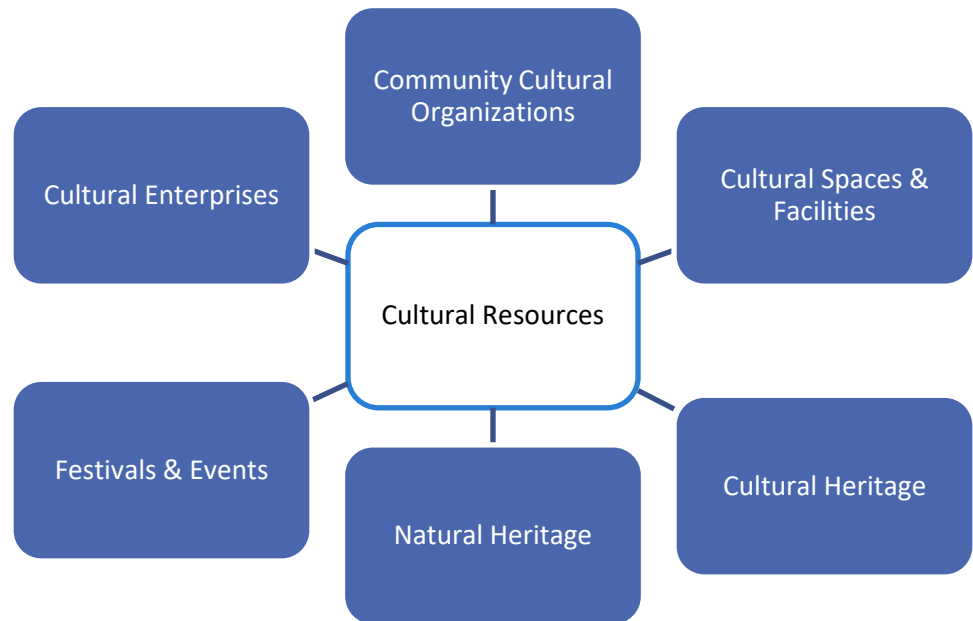 Community Cultural
Organizations
Cultural Enterprises
Cultural Spaces &
Facilities
Cultural Resources
Festivals & Events
Natural Heritage
Cultural Heritage